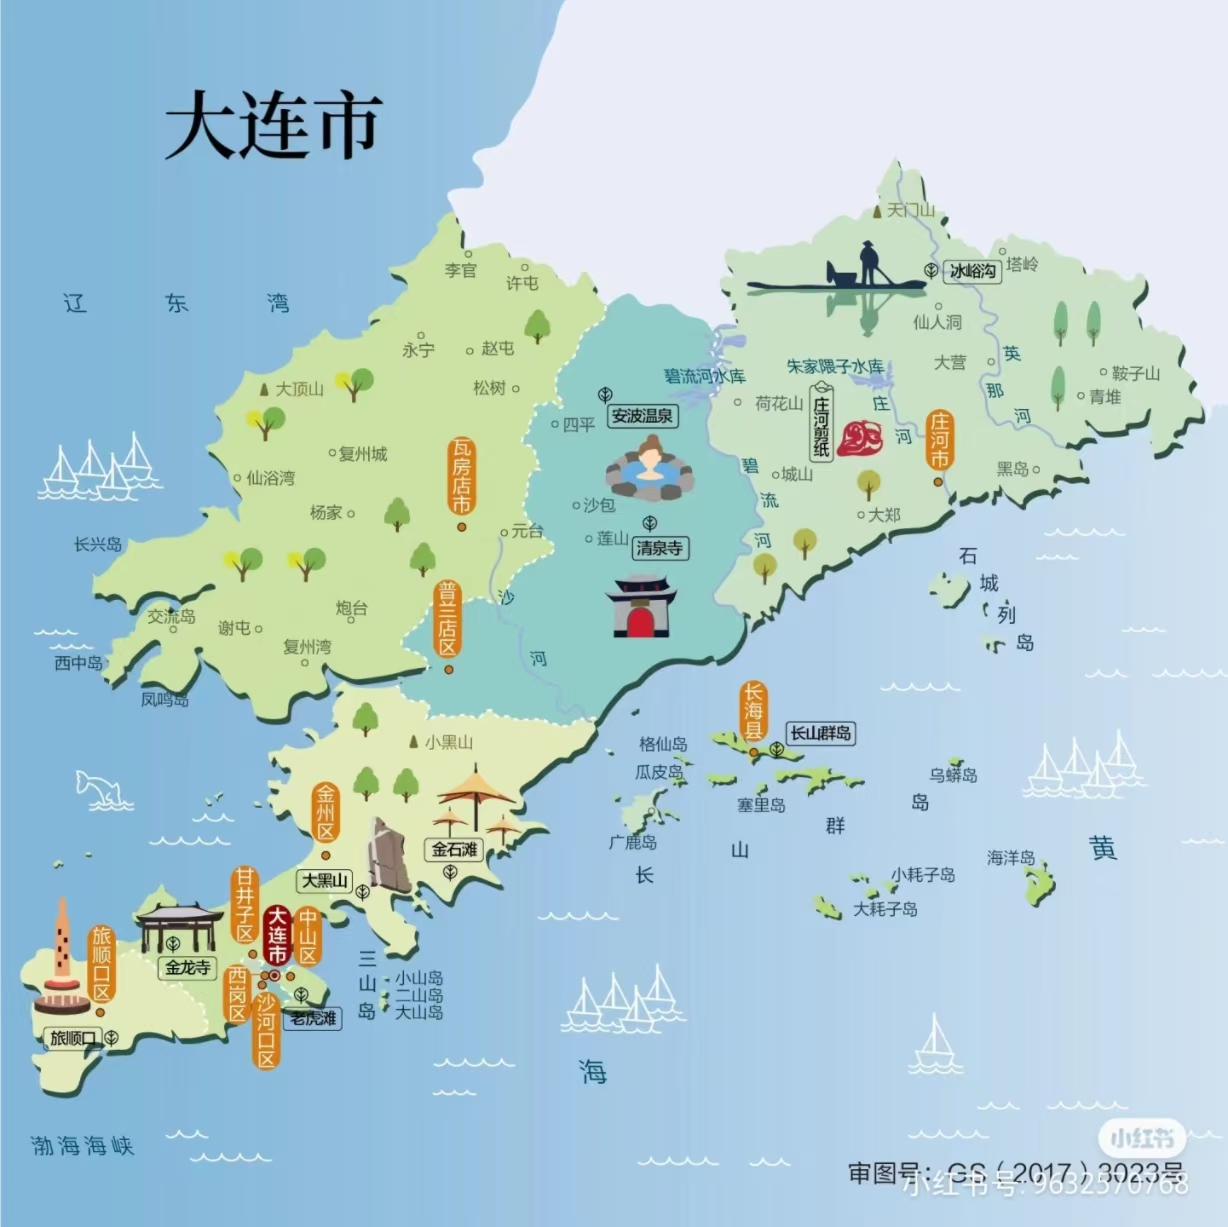 大连市
天门山
冰峪沟
塔岭
李官
许屯
辽东湾
仙人洞
永宁
赵屯
英那河
大营
朱家隈子水库
碧流河水库
鞍子山
大顶山
松树
青堆
荷花山
庄河剪纸
庄河
庄河市
安波温泉
四平
复州城
瓦房店市
仙浴湾
碧流河
城山
黑岛
沙包
杨家
大郑
元台
莲山
清泉寺
长兴岛
石城列岛
普兰店区
沙河
交流岛
炮台
谢屯
复州湾
西中岛
凤鸣岛
长海县
长山群岛
小黑山
格仙岛
瓜皮岛
乌蟒岛
塞里岛
金州区
广鹿岛
长山群岛
黄海
金石滩
海洋岛
小耗子岛
大黑山
大耗子岛
甘井子区
大连市
中山区
旅顺口区
金龙寺
西岗区
沙河口区
三山岛
小山岛
二山岛
大山岛
老虎滩
旅顺口
渤海海峡
小红书
审图号：GS（2017）3023号
小红书号: 9632570768